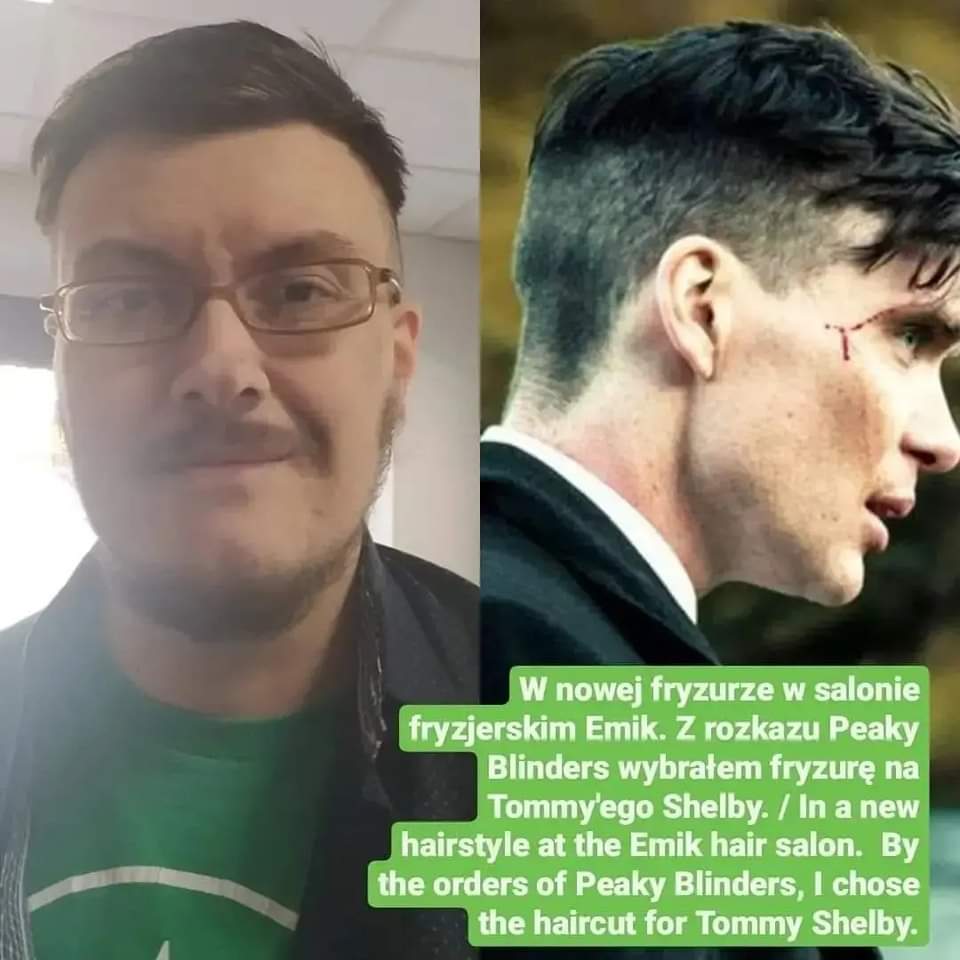 W nowej fryzurze w salonie
fryzjerskim Emik. Z rozkazu Peaky
Blinders wybrałem fryzurę na
Tommy'ego Shelby. / In a new
hairstyle at the Emik hair salon.  By
the orders of Peaky Blinders, I chose
the haircut for Tommy Shelby.